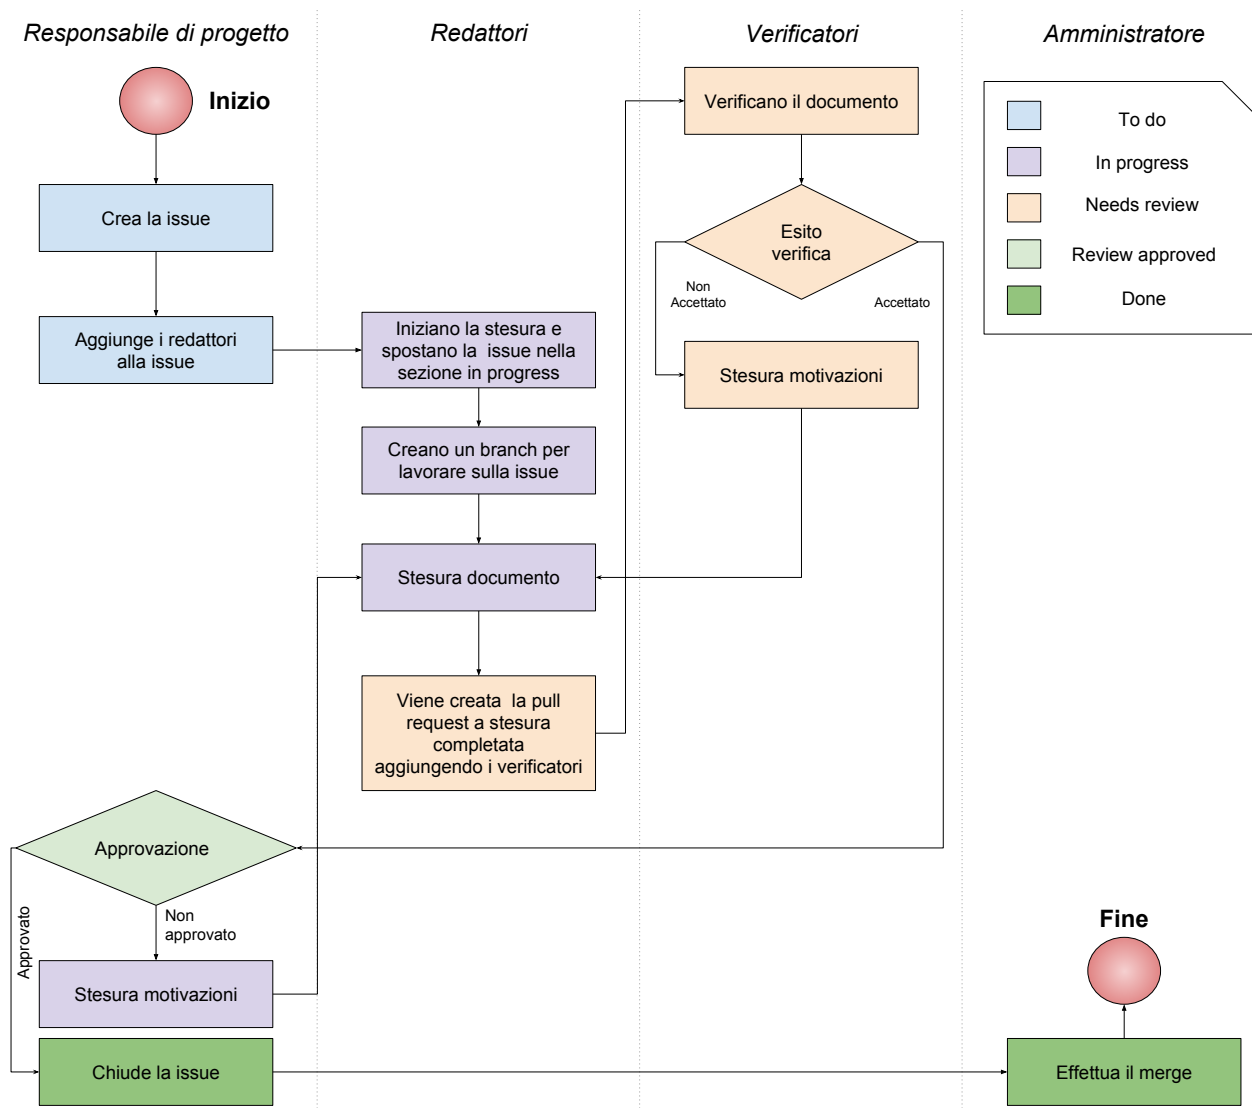 Responsabile di progetto
Redattori
Verificatori
Amministratore
Inizio
Crea la issue
Aggiunge i redattori
alla issue
Iniziano la stesura e
spostano la issue nella
sezione in progress
Creano un branch per
lavorare sulla issue
Stesura documento
Viene creata la pull
request a stesura
completata
aggiungendo i verificatori
Verificano il documento
Esito
verifica
Non
Accettato
Accettato
Stesura motivazioni
To do
In progress
Needs review
Review approved
Done
Approvazione
Approvato
Non
approvato
Stesura motivazioni
Chiude la issue
Effettua il merge
Fine